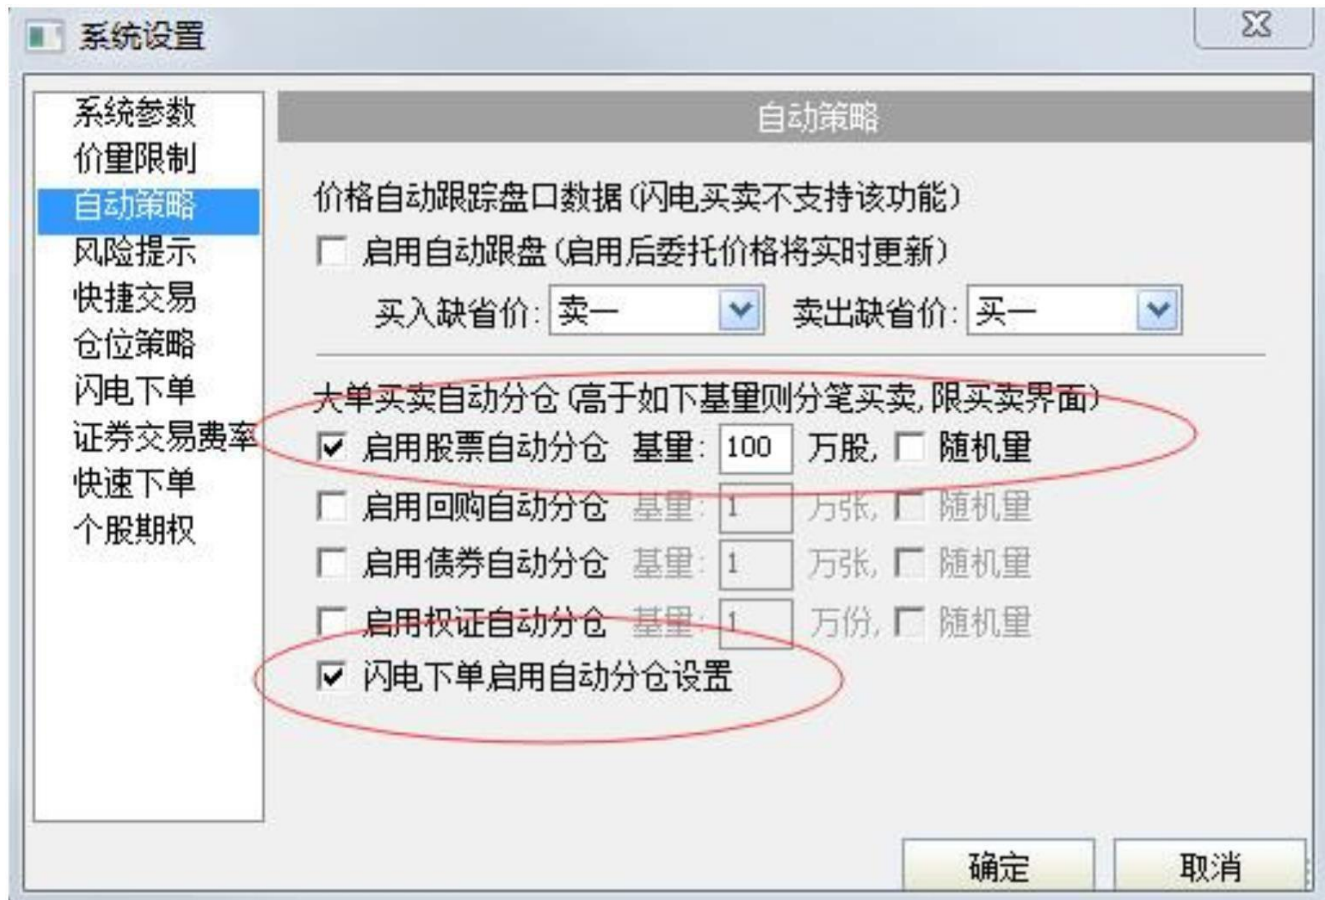 系统设置
系统参数
价量限制
自动策略
风险提示
快捷交易
仓位策略
闪电下单
证券交易费率
快速下单
个股期权
自动策略
价格自动跟踪盘口数据(闪电买卖不支持该功能)
启用自动跟盘(启用后委托价格将实时更新)
买入缺省价: 卖一 卖出缺省价: 买一
大单买卖自动分仓(高于如下基量则分笔买卖,限买卖界面)
启用股票自动分仓 基量: 100 万股, 随机量
启用回购自动分仓 基量: 1 万张, 随机量
启用债券自动分仓 基量: 1 万张, 随机量
启用权证自动分仓 基量: 1 万份, 随机量
闪电下单启用自动分仓设置
确定 取消